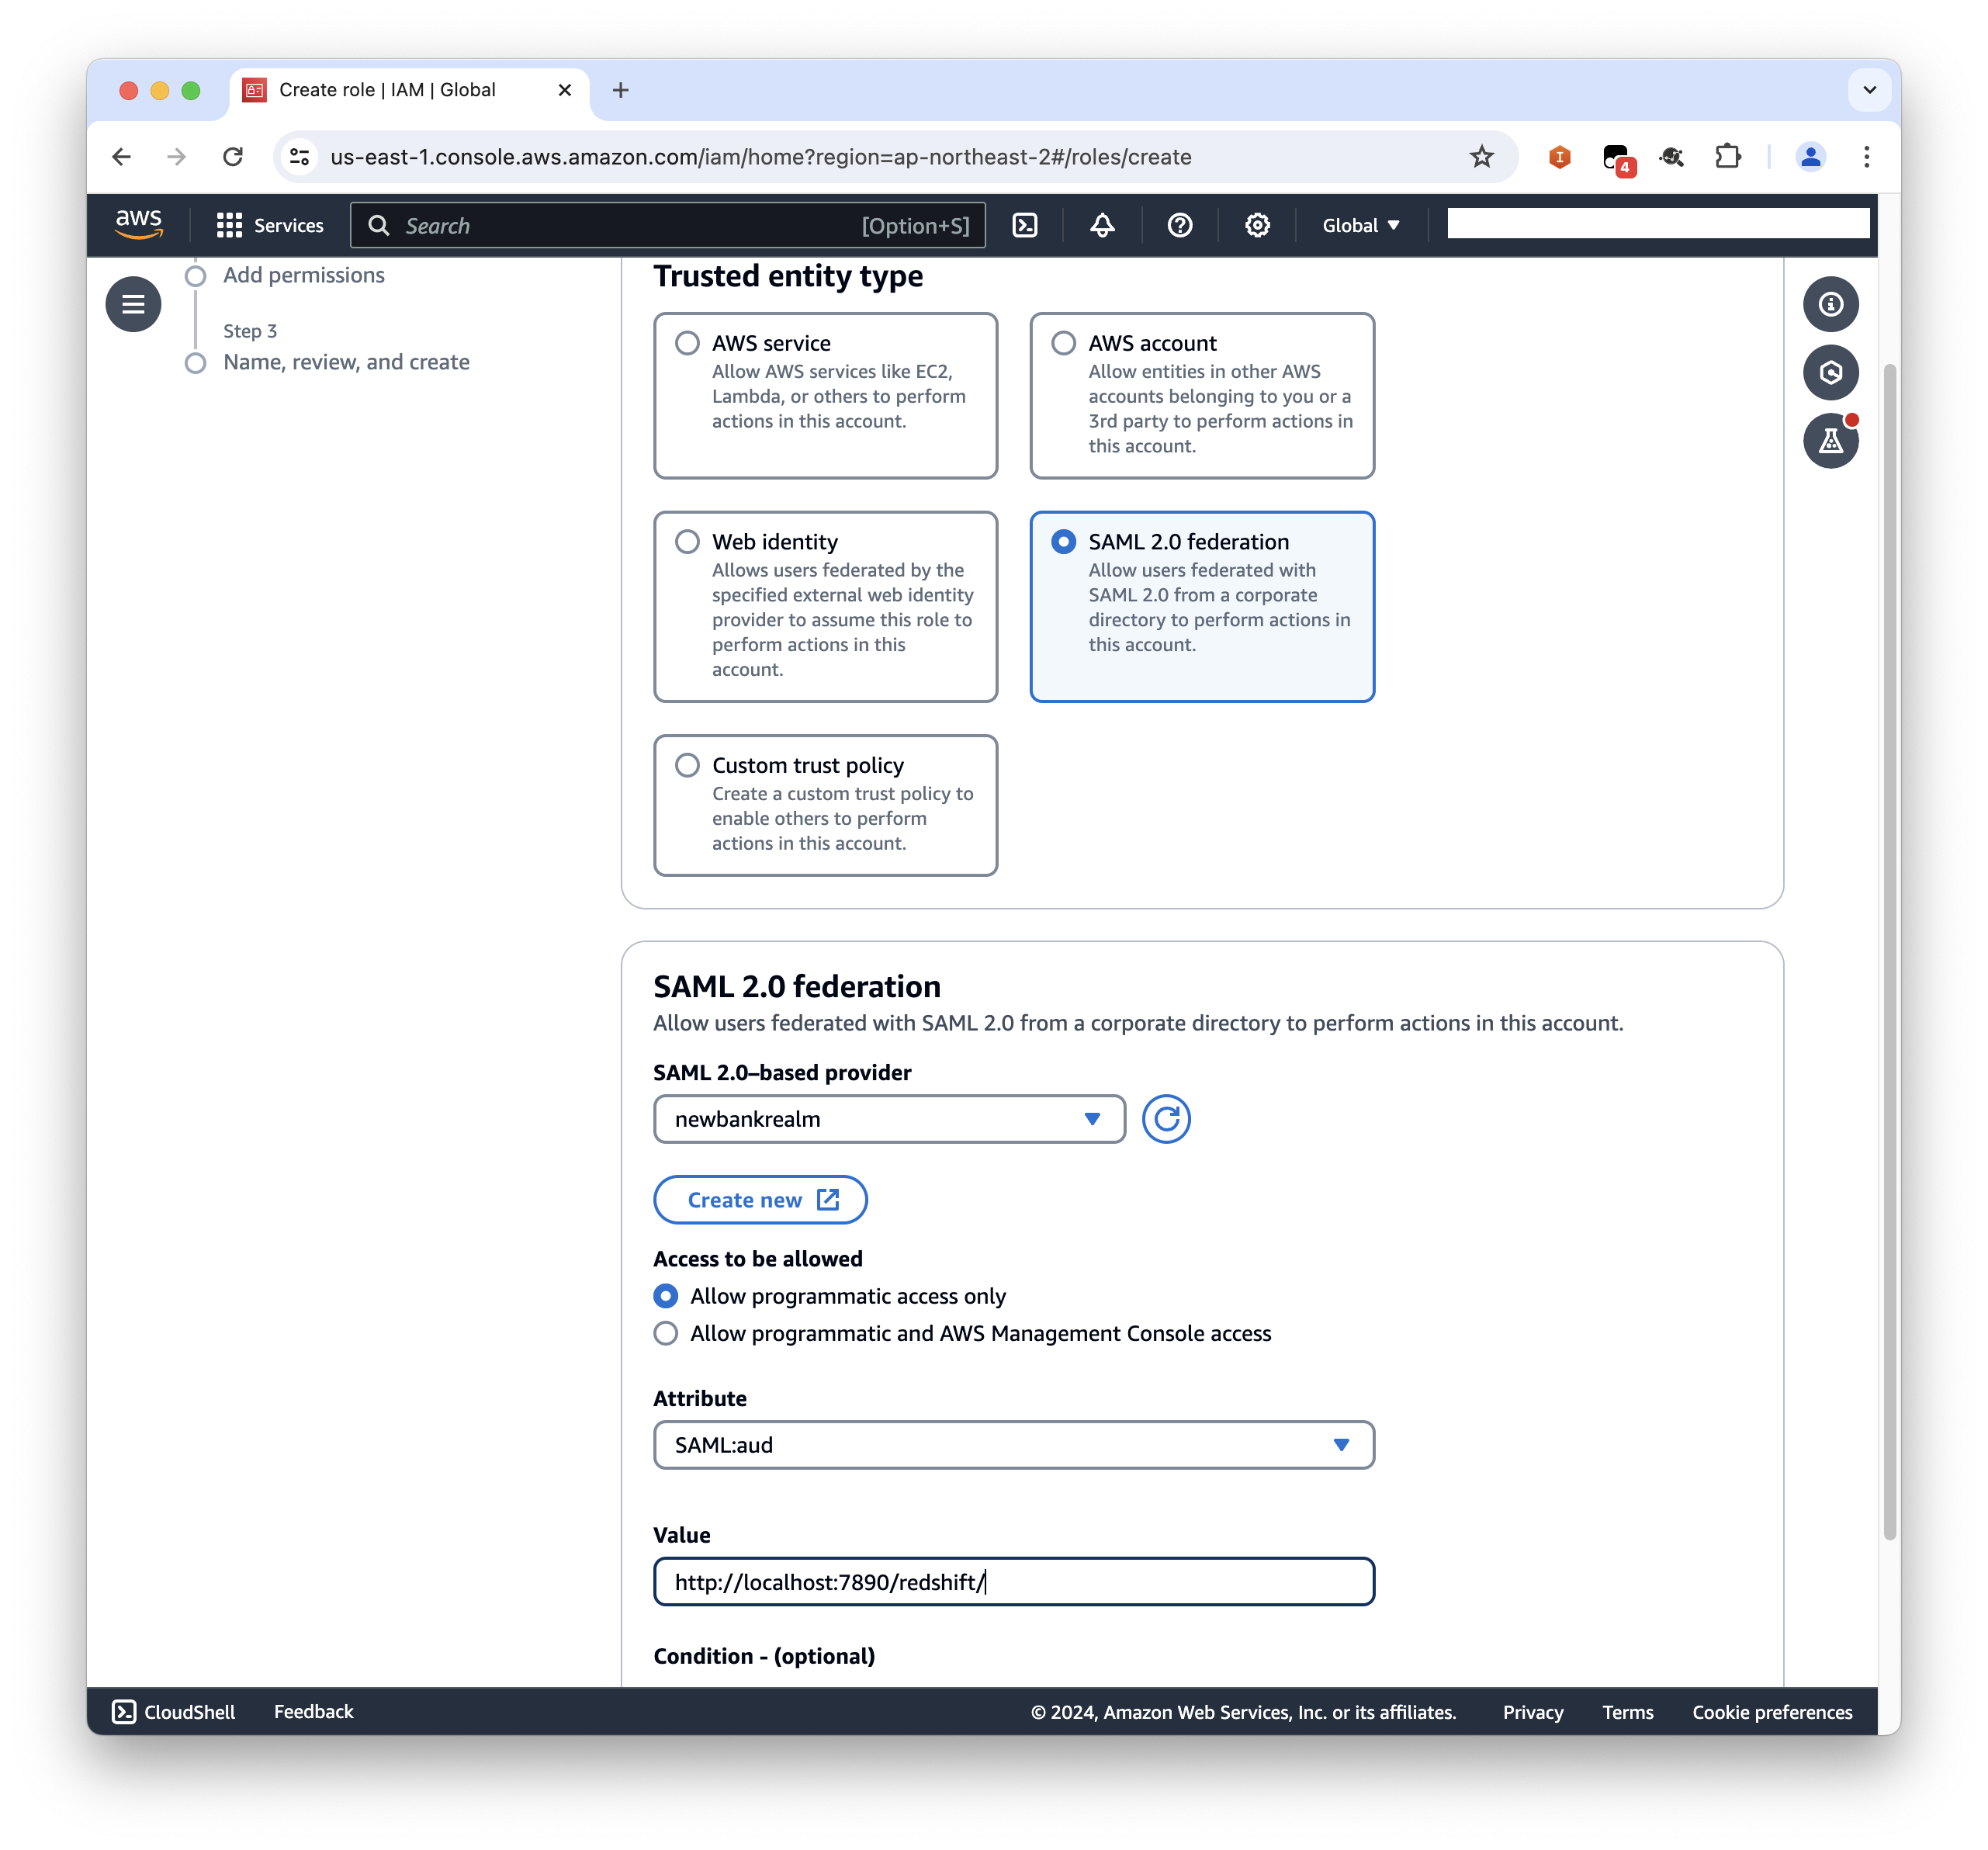 Create role | IAM | Global
us-east-1.console.aws.amazon.com/iam/home?region=ap-northeast-2#/roles/create
4
aws
Services
Search
[Option+S]
Global
Add permissions
Step 3
Name, review, and create
Trusted entity type
AWS service
Allow AWS services like EC2,
Lambda, or others to perform
actions in this account.
AWS account
Allow entities in other AWS
accounts belonging to you or a
3rd party to perform actions in
this account.
Web identity
Allows users federated by the
specified external web identity
provider to assume this role to
perform actions in this
account.
SAML 2.0 federation
Allow users federated with
SAML 2.0 from a corporate
directory to perform actions in
this account.
Custom trust policy
Create a custom trust policy to
enable others to perform
actions in this account.
SAML 2.0 federation
Allow users federated with SAML 2.0 from a corporate directory to perform actions in this account.
SAML 2.0–based provider
newbankrealm
Create new
Access to be allowed
Allow programmatic access only
Allow programmatic and AWS Management Console access
Attribute
SAML:aud
Value
http://localhost:7890/redshift/
Condition - (optional)
CloudShell
Feedback
© 2024, Amazon Web Services, Inc. or its affiliates.
Privacy
Terms
Cookie preferences